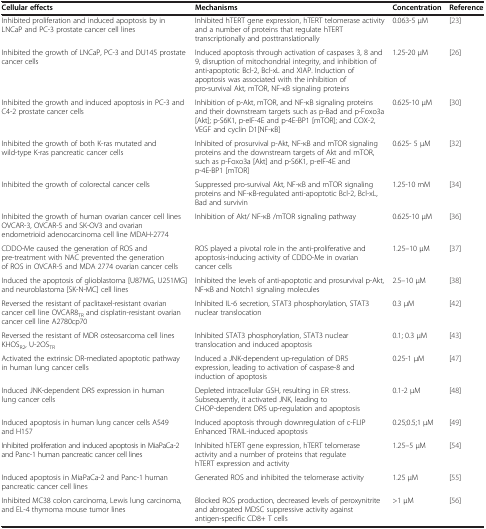 Cellular effects Mechanisms Concentration Reference
Inhibited proliferation and induced apoptosis by in Inhibited hTERT gene expression, hTERT telomerase activity 0.063-5 μM [23]
LNCaP and PC-3 prostate cancer cell lines and a number of proteins that regulate hTERT
transcriptionally and posttranslationally
Inhibited the growth of LNCaP, PC-3 and DU145 prostate Induced apoptosis through activation of caspases 3, 8 and 1.25-20 μM [26]
cancer cells 9, disruption of mitochondrial integrity, and inhibition of
anti-apoptotic Bcl-2, Bcl-xL and XIAP. Induction of
apoptosis was associated with the inhibition of
pro-survival Akt, mTOR, NF-κB signaling proteins
Inhibited the growth and induced apoptosis in PC-3 and Inhibition of p-Akt, mTOR, and NF-κB signaling proteins 0.625-10 μM [30]
C4-2 prostate cancer cells and their downstream targets such as p-Bad and p-Foxo3a
[Akt]; p-S6K1, p-eIF-4E and p-4E-BP1 [mTOR]; and COX-2,
VEGF and cyclin D1[NF-κB]
Inhibited the growth of both K-ras mutated and Inhibited of prosurvival p-Akt, NF-κB and mTOR signaling 0.625- 5 μM [32]
wild-type K-ras pancreatic cancer cells proteins and the downstream targets of Akt and mTOR,
such as p-Foxo3a [Akt] and p-S6K1, p-eIF-4E and
p-4E-BP1 [mTOR]
Inhibited the growth of colorectal cancer cells Suppressed pro-survival Akt, NF-κB and mTOR signaling 1.25-10 mM [34]
proteins and NF-κB-regulated anti-apoptotic Bcl-2, Bcl-xL,
Bad and survivin
Inhibited the growth of human ovarian cancer cell lines Inhibition of Akt/ NF-κB /mTOR signaling pathway 0.625-10 μM [36]
OVCAR-3, OVCAR-5 and SK-OV3 and ovarian
endometrioid adenocarcinoma cell line MDAH-2774
CDDO-Me caused the generation of ROS and ROS played a pivotal role in the anti-proliferative and 1.25–10 μM [37]
pre-treatment with NAC prevented the generation apoptosis-inducing activity of CDDO-Me in ovarian
of ROS in OVCAR-5 and MDA 2774 ovarian cancer cells cancer cells
Induced the apoptosis of glioblastoma [U87MG, U251MG] Inhibited the levels of anti-apoptotic and prosurvival p-Akt, 2.5–10 μM [38]
and neuroblastoma [SK-N-MC] cell lines NF-κB and Notch1 signaling molecules
Reversed the resistant of paclitaxel-resistant ovarian Inhibited IL-6 secretion, STAT3 phosphorylation, STAT3 0.3 μM [42]
cancer cell line OVCAR8TR and cisplatin-resistant ovarian nuclear translocation
cancer cell line A2780cp70
Reversed the resistant of MDR osteosarcoma cell lines Inhibited STAT3 phosphorylation, STAT3 nuclear 0.1; 0.3 μM [43]
KHOSR2, U-2OSTR translocation and induced apoptosis
Activated the extrinsic DR-mediated apoptotic pathway Induced a JNK-dependent up-regulation of DR5 0.25-1 μM [47]
in human lung cancer cells expression, leading to activation of caspase-8 and
induction of apoptosis
Induced JNK-dependent DR5 expression in human Depleted intracellular GSH, resulting in ER stress. 0.1-2 μM [48]
lung cancer cells Subsequently, it activated JNK, leading to
CHOP-dependent DR5 up-regulation and apoptosis
Induced apoptosis in human lung cancer cells A549 Induced apoptosis through downregulation of c-FLIP 0.25;0.5;1 μM [49]
and H157 Enhanced TRAIL-induced apoptosis
Inhibited proliferation and induced apoptosis in MiaPaCa-2 Inhibited hTERT gene expression, hTERT telomerase 1.25–5 μM [54]
and Panc-1 human pancreatic cancer cell lines activity and a number of proteins that regulate
hTERT expression and activity
Induced apoptosis in MiaPaCa-2 and Panc-1 human Generated ROS and inhibited the telomerase activity 1.25 μM [55]
pancreatic cancer cell lines
Inhibited MC38 colon carcinoma, Lewis lung carcinoma, Blocked ROS production, decreased levels of peroxynitrite >1 μM [56]
and EL-4 thymoma mouse tumor lines and abrogated MDSC suppressive activity against
antigen-specific CD8+ T cells